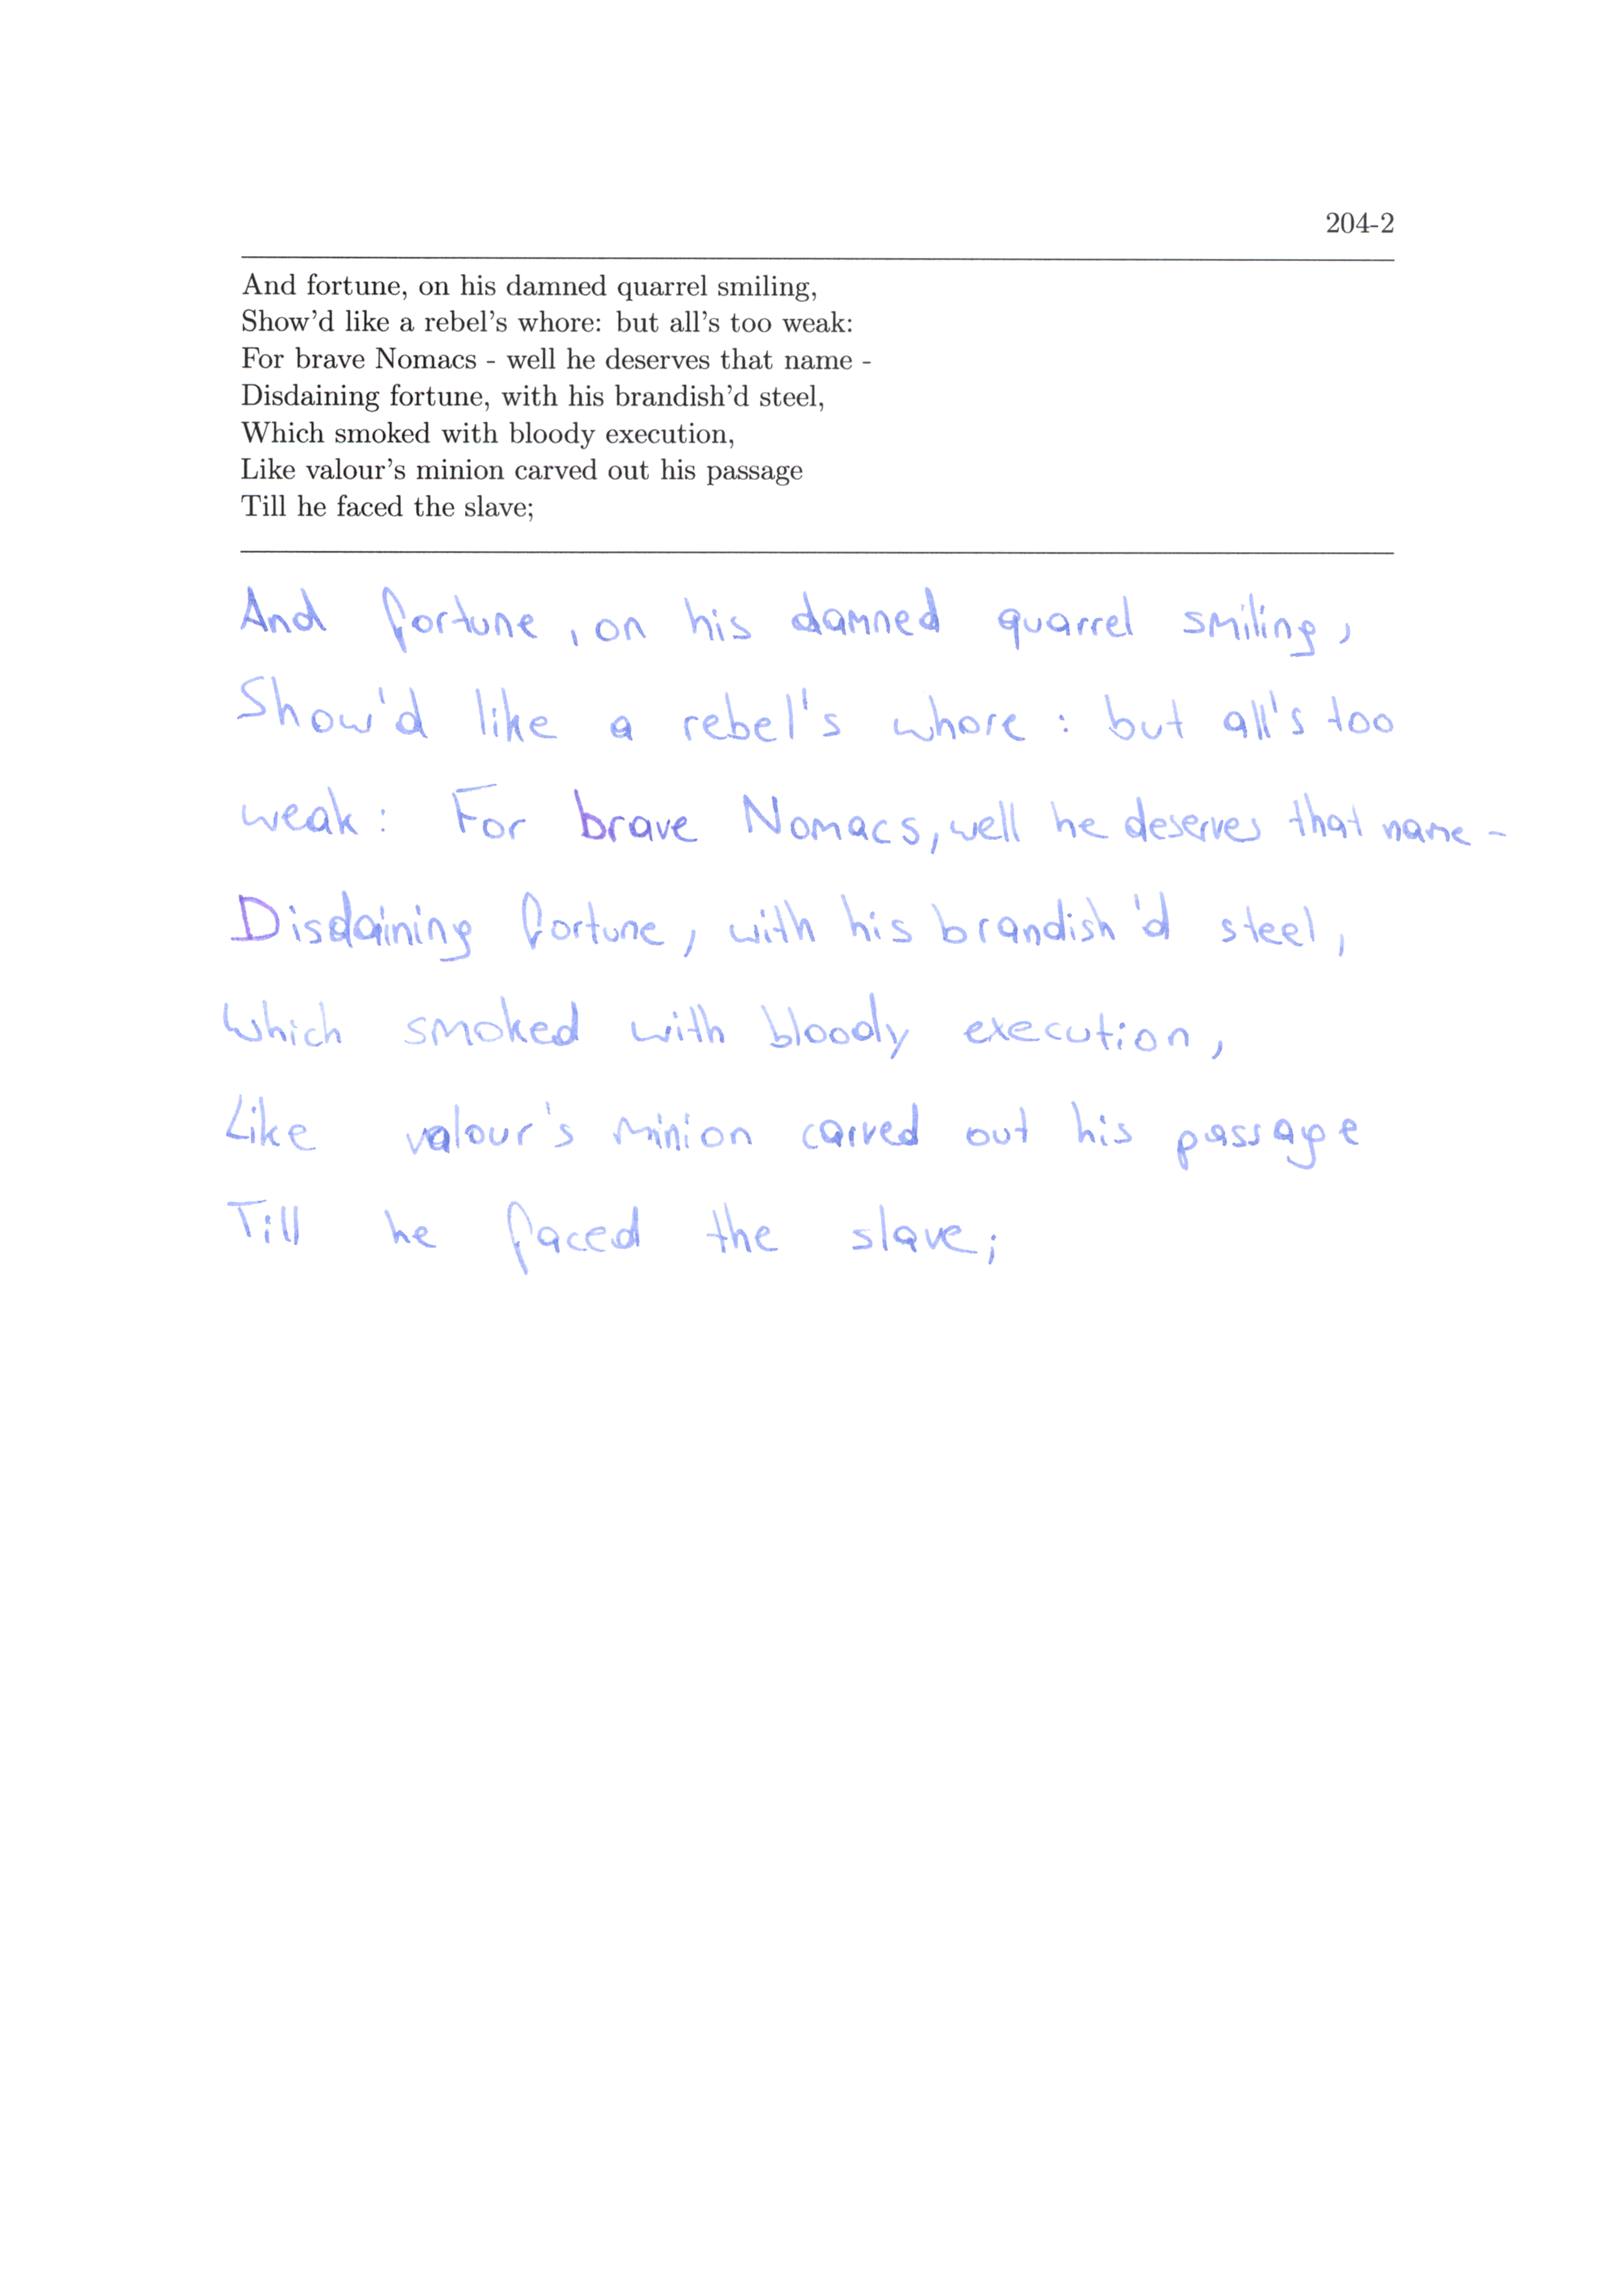 204-2
And fortune, on his damned quarrel smiling,
Show'd like a rebel's whore: but all's too weak:
For brave Nomacs - well he deserves that name -
Disdaining fortune, with his brandish'd steel,
Which smoked with bloody execution,
Like valour's minion carved out his passage
Till he faced the slave;
And fortune, on his damned quarrel smiling,
Show'd like a rebel's whore: but all's too
weak: For brave Nomacs, well he deserves that name -
Disdaining fortune, with his brandish'd steel,
Which smoked with bloody execution,
Like valour's minion carved out his passage
Till he faced the slave;